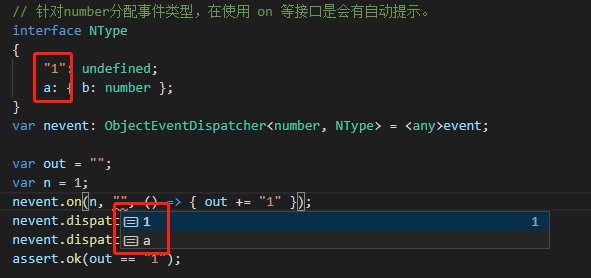 // 针对number分配事件类型，在使用 on 等接口是会有自动提示。
interface NType
{
"1": undefined;
a: { b: number };
}
var nevent: ObjectEventDispatcher<number, NType> = <any>event;
var out = "";
var n = 1;
nevent.on(n, "", () => { out += "1" });
nevent.dispat
1 1
nevent.dispat
a
assert.ok(out == "1");